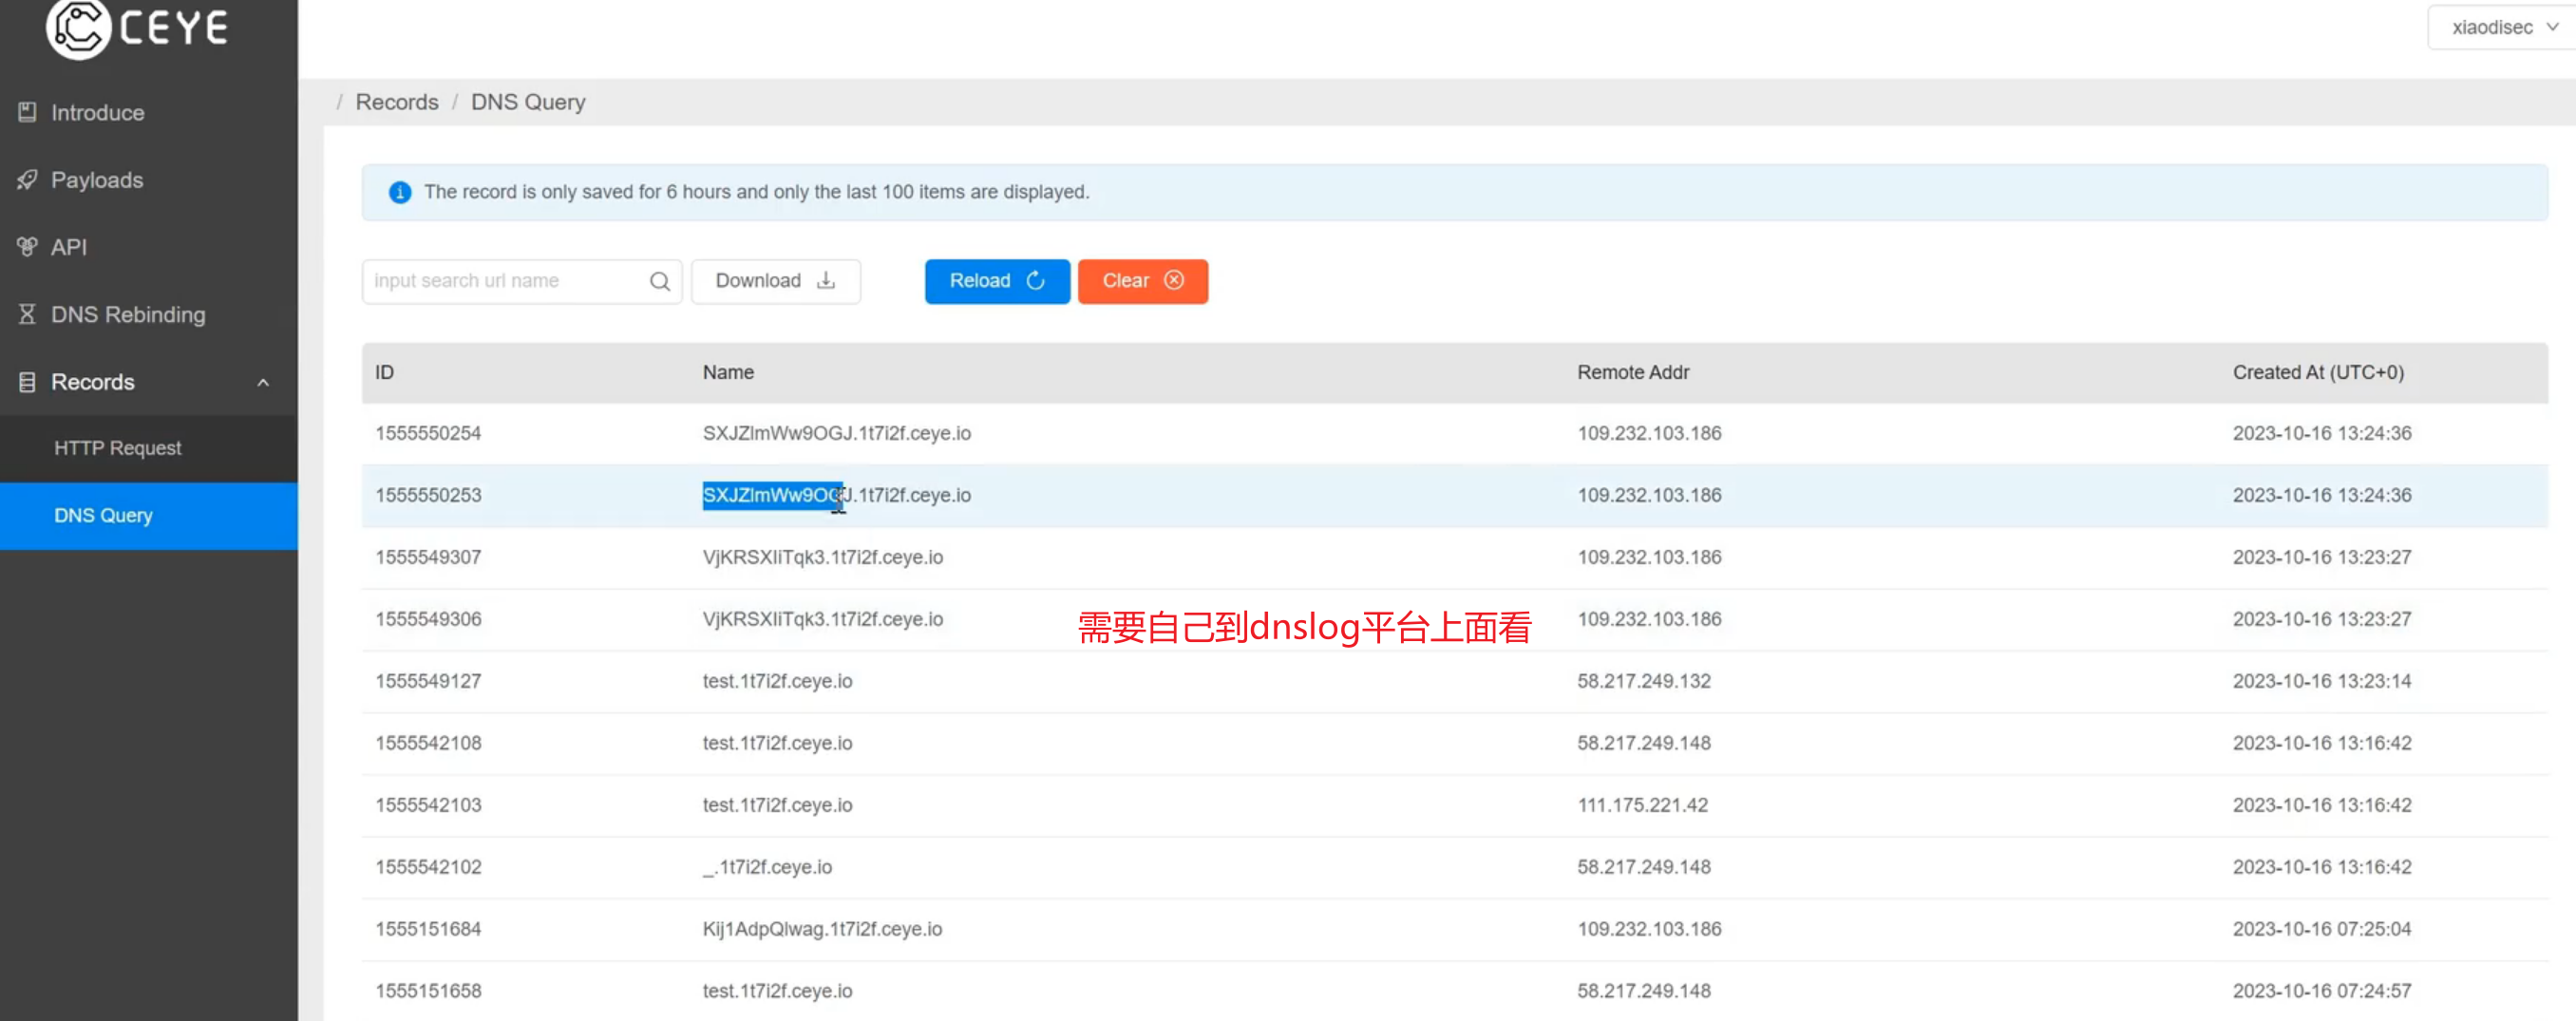 CEYE
xiaodisec
Introduce
Payloads
API
DNS Rebinding
Records
HTTP Request
DNS Query
/ Records / DNS Query
The record is only saved for 6 hours and only the last 100 items are displayed.
input search url name
Download
Reload
Clear
ID Name Remote Addr Created At (UTC+0)
1555550254 SXJZlmWw9OGJ.1t7i2f.ceye.io 109.232.103.186 2023-10-16 13:24:36
1555550253 SXJZlmWw9OGJ.1t7i2f.ceye.io 109.232.103.186 2023-10-16 13:24:36
1555549307 VjKRSXIiTqk3.1t7i2f.ceye.io 109.232.103.186 2023-10-16 13:23:27
1555549306 VjKRSXIiTqk3.1t7i2f.ceye.io 109.232.103.186 2023-10-16 13:23:27
需要自己到dnslog平台上面看
1555549127 test.1t7i2f.ceye.io 58.217.249.132 2023-10-16 13:23:14
1555542108 test.1t7i2f.ceye.io 58.217.249.148 2023-10-16 13:16:42
1555542103 test.1t7i2f.ceye.io 111.175.221.42 2023-10-16 13:16:42
1555542102 _.1t7i2f.ceye.io 58.217.249.148 2023-10-16 13:16:42
1555151684 Kij1AdpQlwag.1t7i2f.ceye.io 109.232.103.186 2023-10-16 07:25:04
1555151658 test.1t7i2f.ceye.io 58.217.249.148 2023-10-16 07:24:57